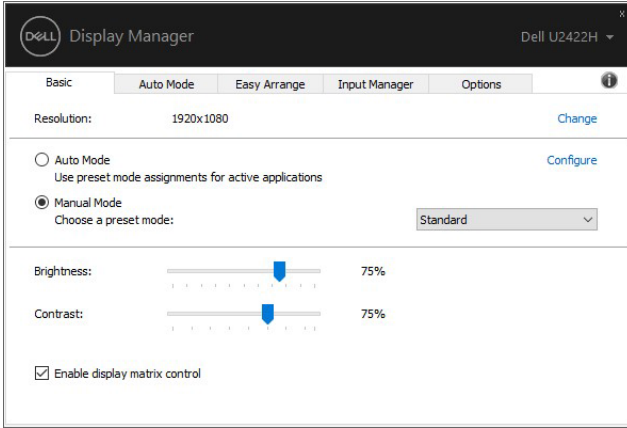 x
DELL Display Manager Dell U2422H
Basic Auto Mode Easy Arrange Input Manager Options i
Resolution: 1920x1080 Change
Auto Mode Configure
Use preset mode assignments for active applications
Manual Mode
Choose a preset mode: Standard
Brightness: 75%
Contrast: 75%
Enable display matrix control